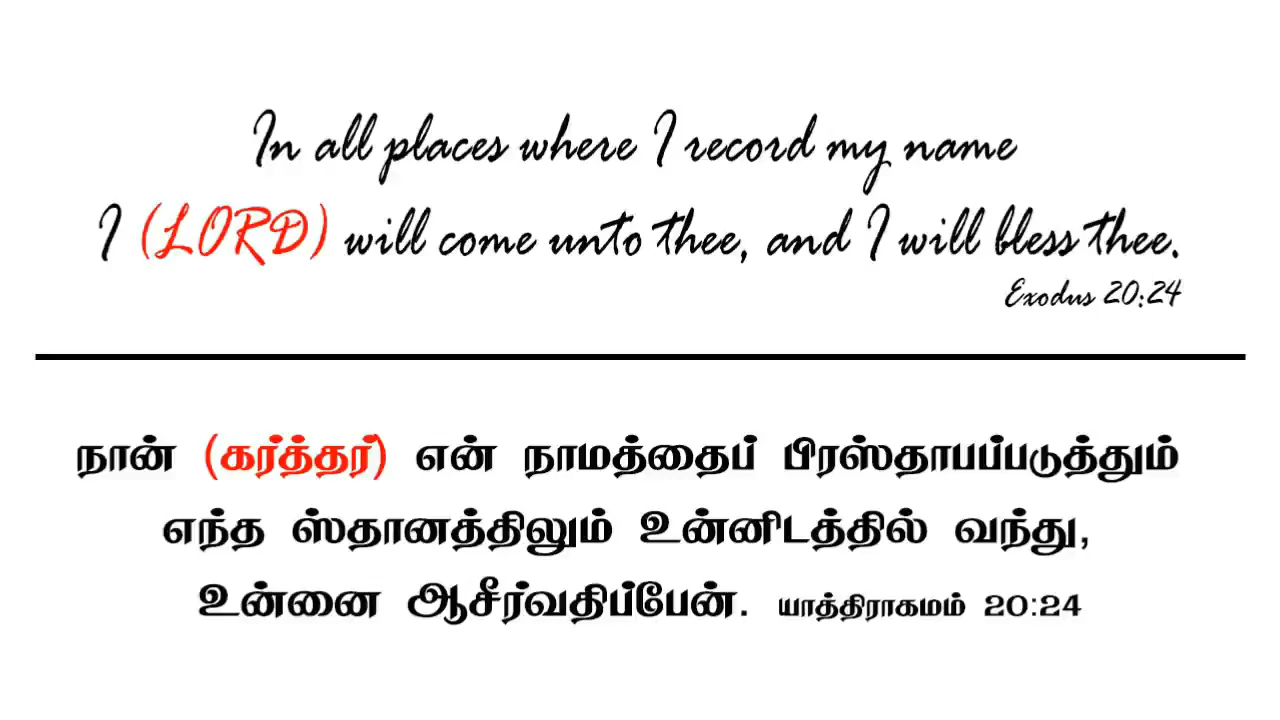 In all places where I record my name
I (LORD) will come unto thee, and I will bless thee.
Exodus 20:24
நான் (கர்த்தர்) என் நாமத்தைப் பிரஸ்தாபப்படுத்தும்
எந்த ஸ்தானத்திலும் உன்னிடத்தில் வந்து,
உன்னை ஆசீர்வதிப்பேன். யாத்திராகமம் 20:24